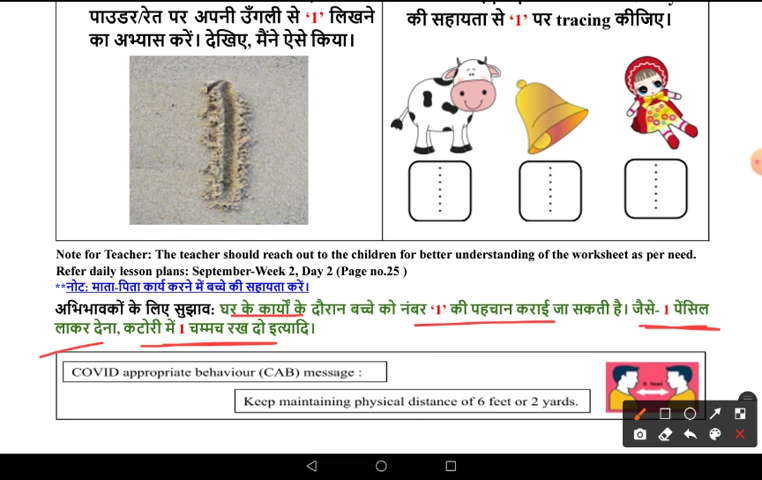 पाउडर/रेत पर अपनी उँगली से ‘1’ लिखने
का अभ्यास करें। देखिए, मैंने ऐसे किया।
की सहायता से ‘1’ पर tracing कीजिए।
Note for Teacher: The teacher should reach out to the children for better understanding of the worksheet as per need.
Refer daily lesson plans: September-Week 2, Day 2 (Page no.25 )
**नोट: माता-पिता कार्य करने में बच्चे की सहायता करें।
अभिभावकों के लिए सुझाव: घर के कार्यों के दौरान बच्चे को नंबर ‘1’ की पहचान कराई जा सकती है। जैसे- 1 पेंसिल
लाकर देना, कटोरी में 1 चम्मच रख दो इत्यादि।
COVID appropriate behaviour (CAB) message :
Keep maintaining physical distance of 6 feet or 2 yards.
6 feet